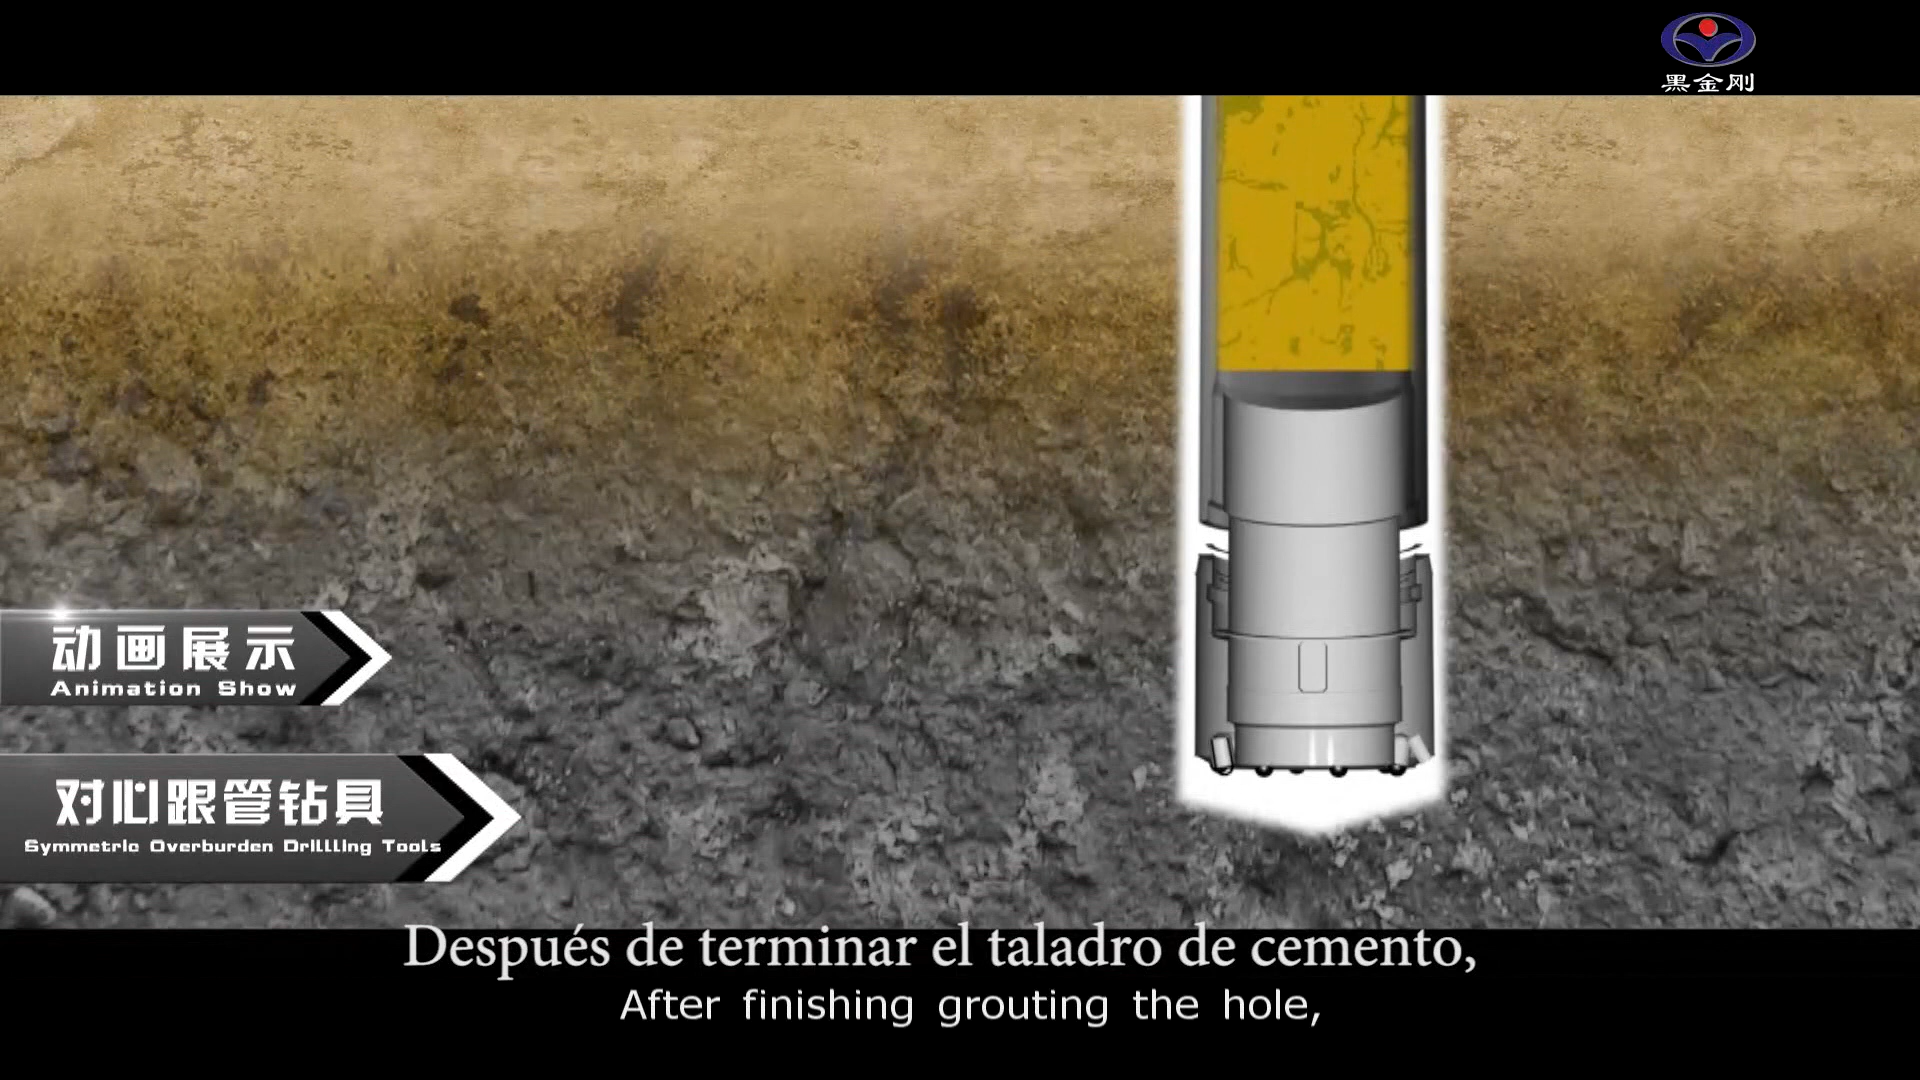 黑金刚
动画展示
Animation Show
对心跟管钻具
Symmetric Overburden Drillling Tools
Después de terminar el taladro de cemento,
After finishing grouting the hole,